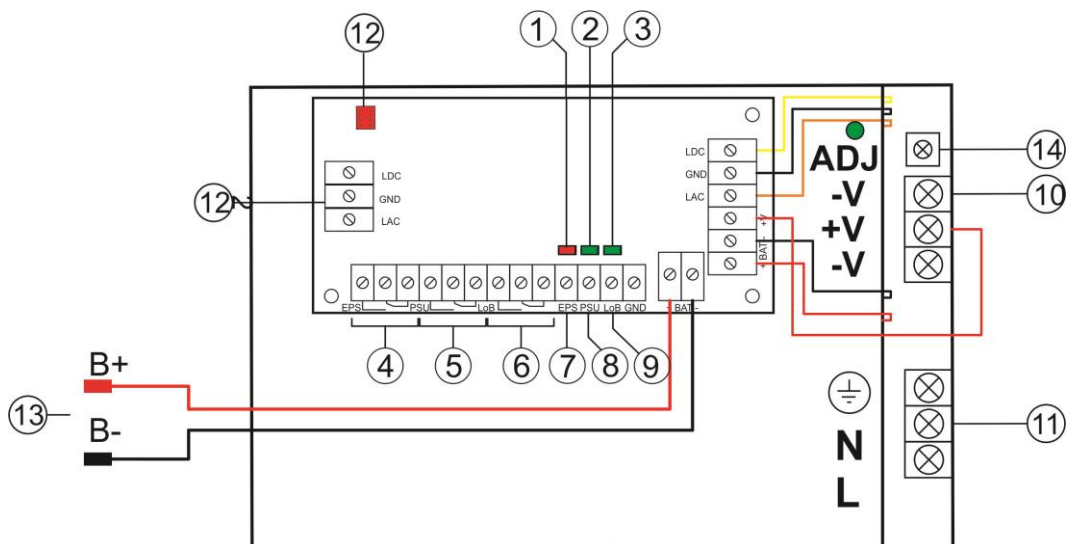 1 2 3
12
LDC
GND
LAC
12
LDC
GND
LAC
+V
+ BAT -
ADJ
-V
+V
-V
14
10
EPS PSU LoB EPS PSU LoB GND
+ BAT -
4 5 6 7 8 9
B+
13
B-
N
L
11